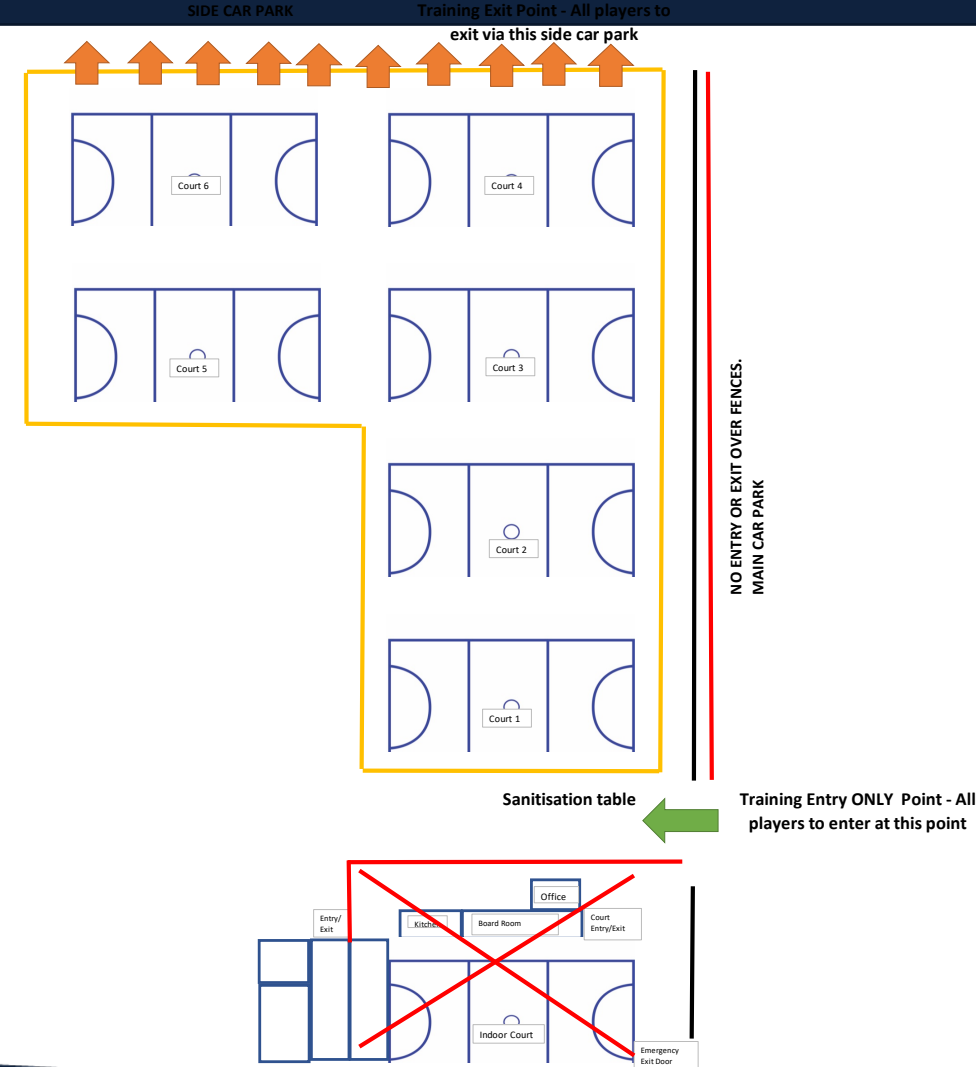 SIDE CAR PARK
Training Exit Point - All players to
exit via this side car park
Court 6
Court 4
Court 5
Court 3
Court 2
Court 1
NO ENTRY OR EXIT OVER FENCES.
MAIN CAR PARK
Sanitisation table
Training Entry ONLY Point - All
players to enter at this point
Office
Entry/
Exit
Kitchen
Board Room
Court
Entry/Exit
Indoor Court
Emergency
Exit Door